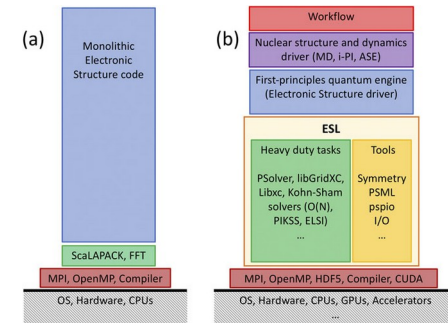 (a)
Monolithic
Electronic
Structure code
ScaLAPACK, FFT
MPI, OpenMP, Compiler
OS, Hardware, CPUs
(b)
Workflow
Nuclear structure and dynamics
driver (MD, i-PI, ASE)
First-principles quantum engine
(Electronic Structure driver)
ESL
Heavy duty tasks
PSolver, libGridXC,
Libxc, Kohn-Sham
solvers (O(N),
PIKSS, ELSI)
...
Tools
Symmetry
PSML
pspio
I/O
...
MPI, OpenMP, HDF5, Compiler, CUDA
OS, Hardware, CPUs, GPUs, Accelerators
...